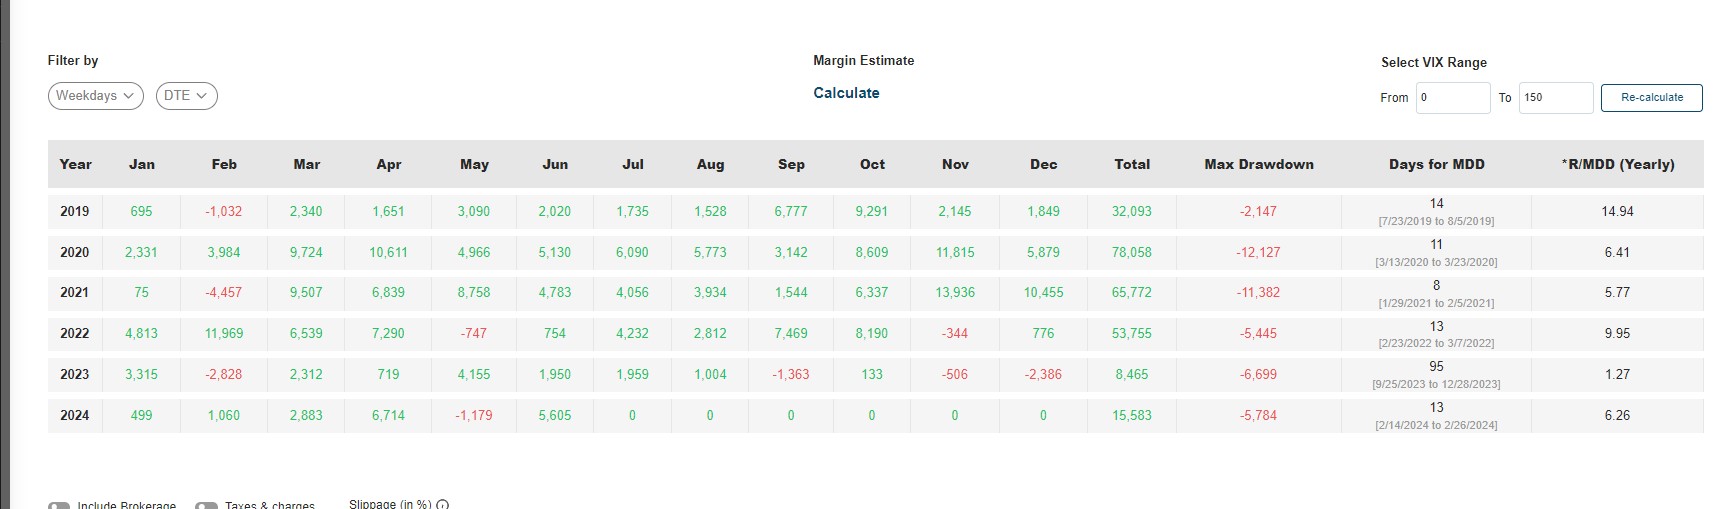 Filter by Margin Estimate Select VIX Range
Weekdays DTE Calculate From 0 To 150 Re-calculate
Year Jan Feb Mar Apr May Jun Jul Aug Sep Oct Nov Dec Total Max Drawdown Days for MDD *R/MDD (Yearly)
2019 695 -1,032 2,340 1,651 3,090 2,020 1,735 1,528 6,777 9,291 2,145 1,849 32,093 -2,147 14 14.94
[7/23/2019 to 8/5/2019]
2020 2,331 3,984 9,724 10,611 4,966 5,130 6,090 5,773 3,142 8,609 11,815 5,879 78,058 -12,127 11 6.41
[3/13/2020 to 3/23/2020]
2021 75 -4,457 9,507 6,839 8,758 4,783 4,056 3,934 1,544 6,337 13,936 10,455 65,772 -11,382 8 5.77
[1/29/2021 to 2/5/2021]
2022 4,813 11,969 6,539 7,290 -747 754 4,232 2,812 7,469 8,190 -344 776 53,755 -5,445 13 9.95
[2/23/2022 to 3/7/2022]
2023 3,315 -2,828 2,312 719 4,155 1,950 1,959 1,004 -1,363 133 -506 -2,386 8,465 -6,699 95 1.27
[9/25/2023 to 12/28/2023]
2024 499 1,060 2,883 6,714 -1,179 5,605 0 0 0 0 0 0 15,583 -5,784 13 6.26
[2/14/2024 to 2/26/2024]
Include Brokerage Taxes & charges Slippage (in %)